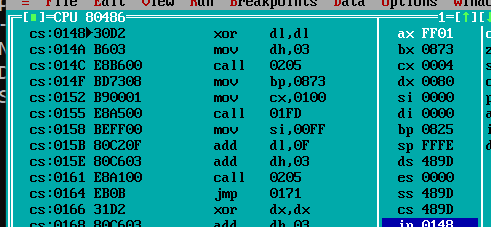 ≡ File Edit View Run Breakpoints Data Options Window
[■]=CPU 80486 1=[↑][
cs:0148►30D2 xor dl,dl ax FF01
cs:014A B603 mov dh,03 bx 0873
cs:014C E8B600 call 0205 cx 0004
cs:014F BD7308 mov bp,0873 dx 0080
cs:0152 B90001 mov cx,0100 si 0000
cs:0155 E8A500 call 01FD di 0000
cs:0158 BEFF00 mov si,00FF bp 0825
cs:015B 80C20F add dl,0F sp FFFE
cs:015E 80C603 add dh,03 ds 489D
cs:0161 E8A100 call 0205 es 0000
cs:0164 EB0B jmp 0171 ss 489D
cs:0166 31D2 xor dx,dx cs 489D
cs:0168 80C603 add dh,03 ip 0148